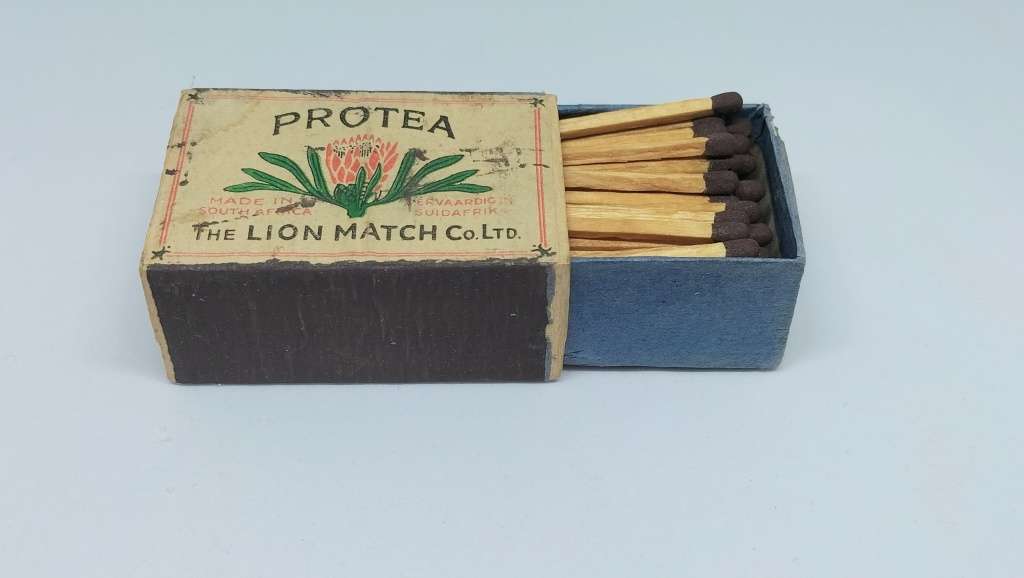 PROTEA
MADE IN
SOUTH AFRICA
ERVAARDIG IN
SUIDAFRIK
THE LION MATCH CO. LTD.